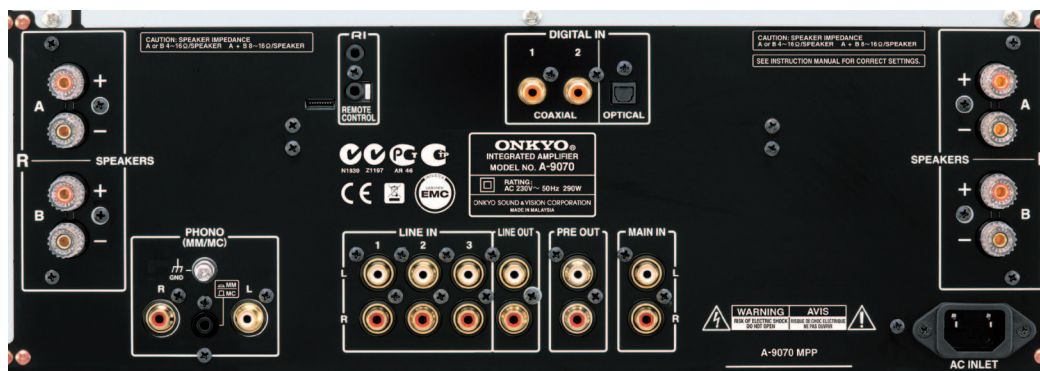 CAUTION: SPEAKER IMPEDANCE
A or B 4~16Ω/SPEAKER A + B 8~16Ω/SPEAKER
A
+
−
R
SPEAKERS
B
+
−
RI
REMOTE
CONTROL
DIGITAL IN
1 2
COAXIAL OPTICAL
CAUTION: SPEAKER IMPEDANCE
A or B 4~16Ω/SPEAKER A + B 8~16Ω/SPEAKER
SEE INSTRUCTION MANUAL FOR CORRECT SETTINGS.
+
A
−
SPEAKERS
+
B
−
N1839 Z1197 AR 46
CE
EMC
ONKYO®
INTEGRATED AMPLIFIER
MODEL NO. A-9070
RATING:
AC 230V~ 50Hz 290W
ONKYO SOUND & VISION CORPORATION
MADE IN MALAYSIA
PHONO
(MM/MC)
GND
MM
MC
R L
LINE IN LINE OUT PRE OUT MAIN IN
1 2 3
L L
R R
WARNING AVIS
RISK OF ELECTRIC SHOCK
DO NOT OPEN
RISQUE DE CHOC ELECTRIQUE
NE PAS OUVRIR
A-9070 MPP
AC INLET